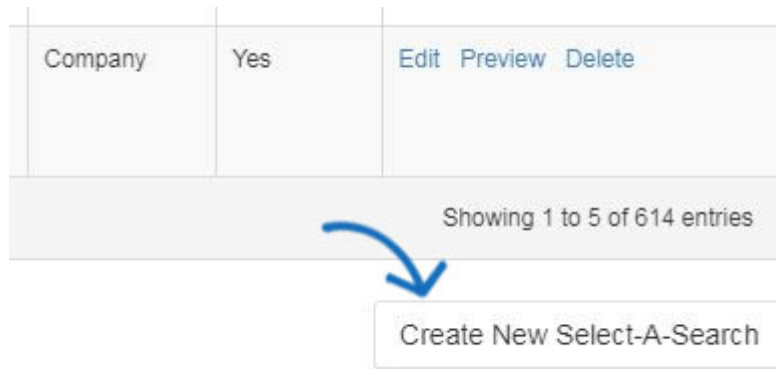 Company Yes Edit Preview Delete
Showing 1 to 5 of 614 entries
Create New Select-A-Search